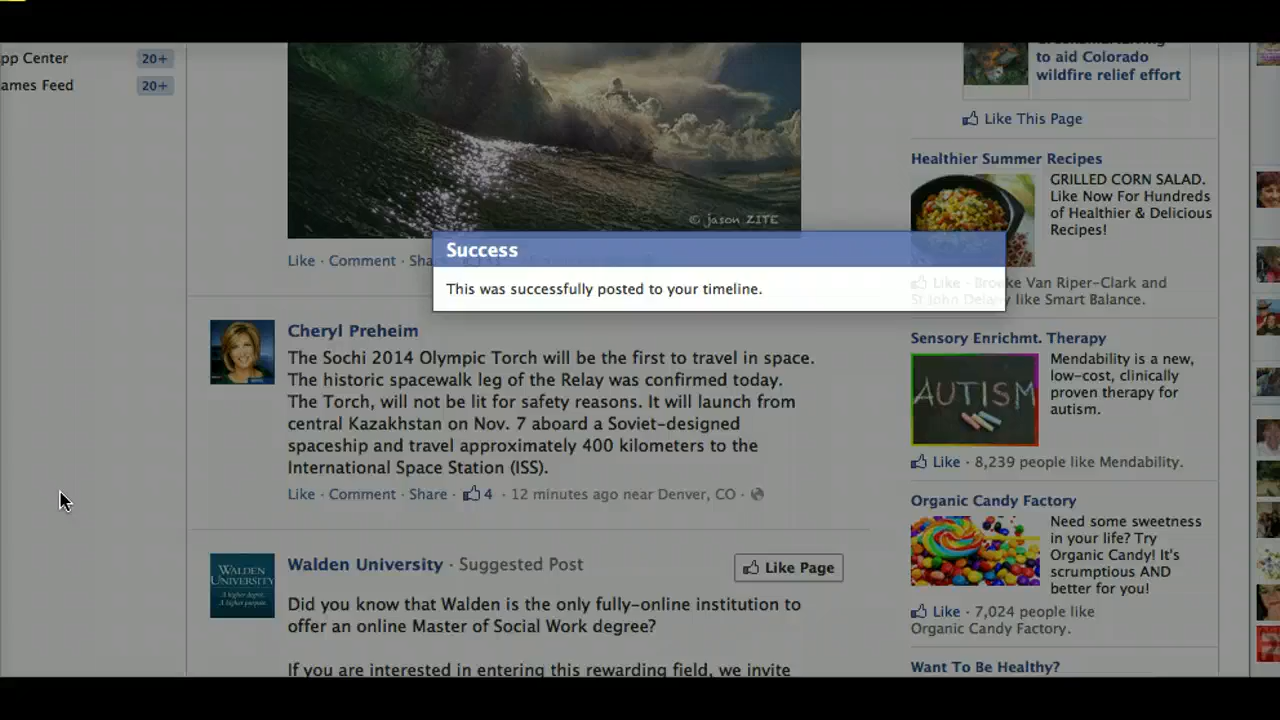 pp Center 20+
ames Feed 20+
© jason ZITE
Like · Comment · Sha
Success
This was successfully posted to your timeline.
Cheryl Preheim
The Sochi 2014 Olympic Torch will be the first to travel in space.
The historic spacewalk leg of the Relay was confirmed today.
The Torch, will not be lit for safety reasons. It will launch from
central Kazakhstan on Nov. 7 aboard a Soviet-designed
spaceship and travel approximately 400 kilometers to the
International Space Station (ISS).
Like · Comment · Share · 4 · 12 minutes ago near Denver, CO ·
WALDEN
UNIVERSITY
A higher degree.
A higher purpose.
Walden University · Suggested Post
Like Page
Did you know that Walden is the only fully-online institution to
offer an online Master of Social Work degree?
If you are interested in entering this rewarding field, we invite
to aid Colorado
wildfire relief effort
Like This Page
Healthier Summer Recipes
GRILLED CORN SALAD.
Like Now For Hundreds
of Healthier & Delicious
Recipes!
Like · Brooke Van Riper-Clark and
St John Delany like Smart Balance.
Sensory Enrichmt. Therapy
AUTISM
Mendability is a new,
low-cost, clinically
proven therapy for
autism.
Like · 8,239 people like Mendability.
Organic Candy Factory
Need some sweetness
in your life? Try
Organic Candy! It's
scrumptious AND
better for you!
Like · 7,024 people like
Organic Candy Factory.
Want To Be Healthy?